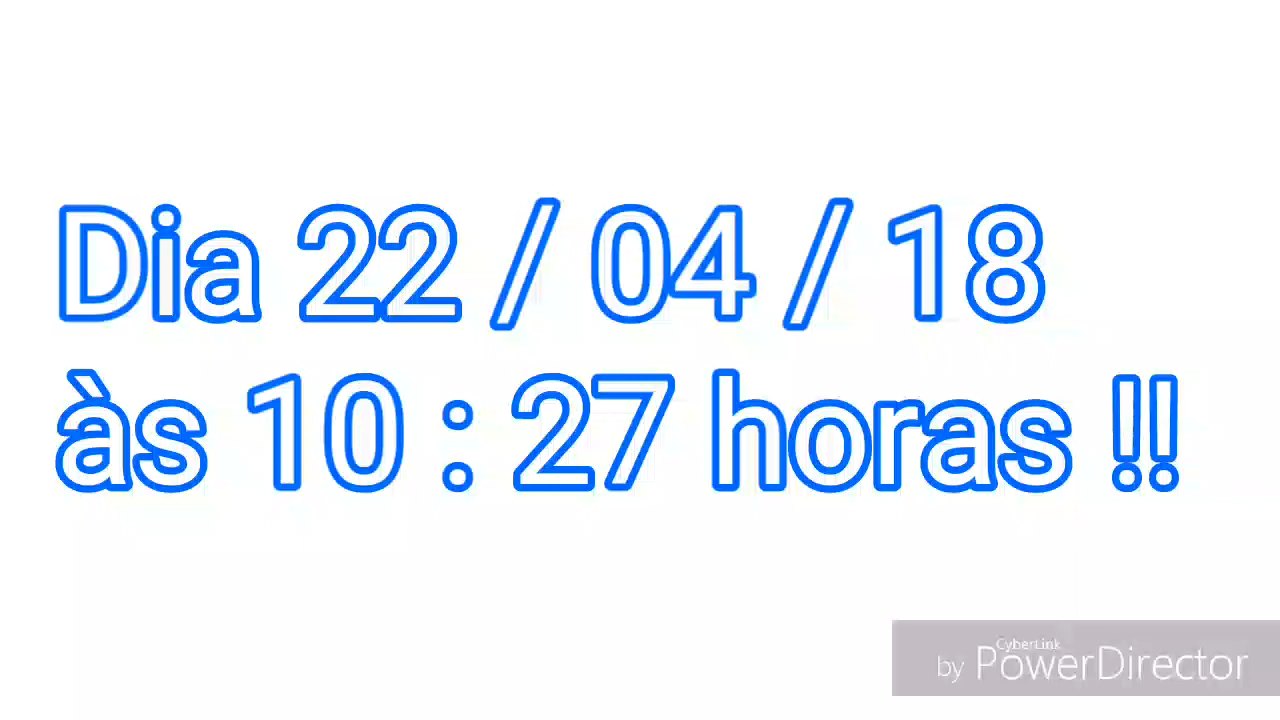 Dia 22 / 04 / 18
às 10 : 27 horas !!
CyberLink
by PowerDirector